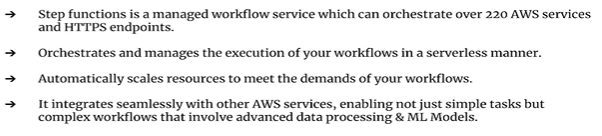 ➔ Step functions is a managed workflow service which can orchestrate over 220 AWS services
and HTTPS endpoints.
➔ Orchestrates and manages the execution of your workflows in a serverless manner.
➔ Automatically scales resources to meet the demands of your workflows.
➔ It integrates seamlessly with other AWS services, enabling not just simple tasks but
complex workflows that involve advanced data processing & ML Models.